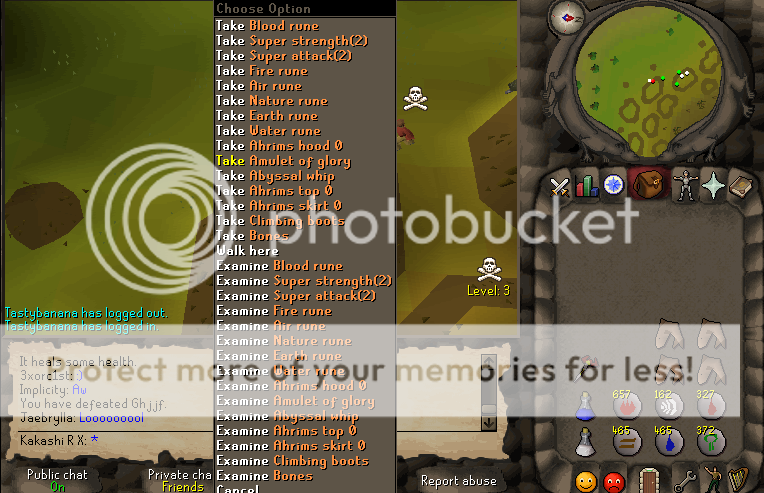 Choose Option
Take Blood rune
Take Super strength(2)
Take Super attack(2)
Take Fire rune
Take Air rune
Take Nature rune
Take Earth rune
Take Water rune
Take Ahrims hood 0
Take Amulet of glory
Take Abyssal whip
Take Ahrims top 0
Take Ahrims skirt 0
Take Climbing boots
Take Bones
Walk here
Examine Blood rune
Examine Super strength(2)
Examine Super attack(2)
Examine Fire rune
Examine Air rune
Examine Nature rune
Examine Earth rune
Examine Water rune
Examine Ahrims hood 0
Examine Amulet of glory
Examine Abyssal whip
Examine Ahrims top 0
Examine Ahrims skirt 0
Examine Climbing boots
Examine Bones
Cancel
Level: 3
photobucket
Protect more of your memories for less!
Tastybanana has logged out.
Tastybanana has logged in.
It heals some health.
3xord1st: :)
Implicity: Aw
You have defeated Ghjjf.
Jaebrylla: Loooooool
Kakashi R X: *
657 162 327
465 465 372
Public chat
On
Private cha
Friends
Report abuse